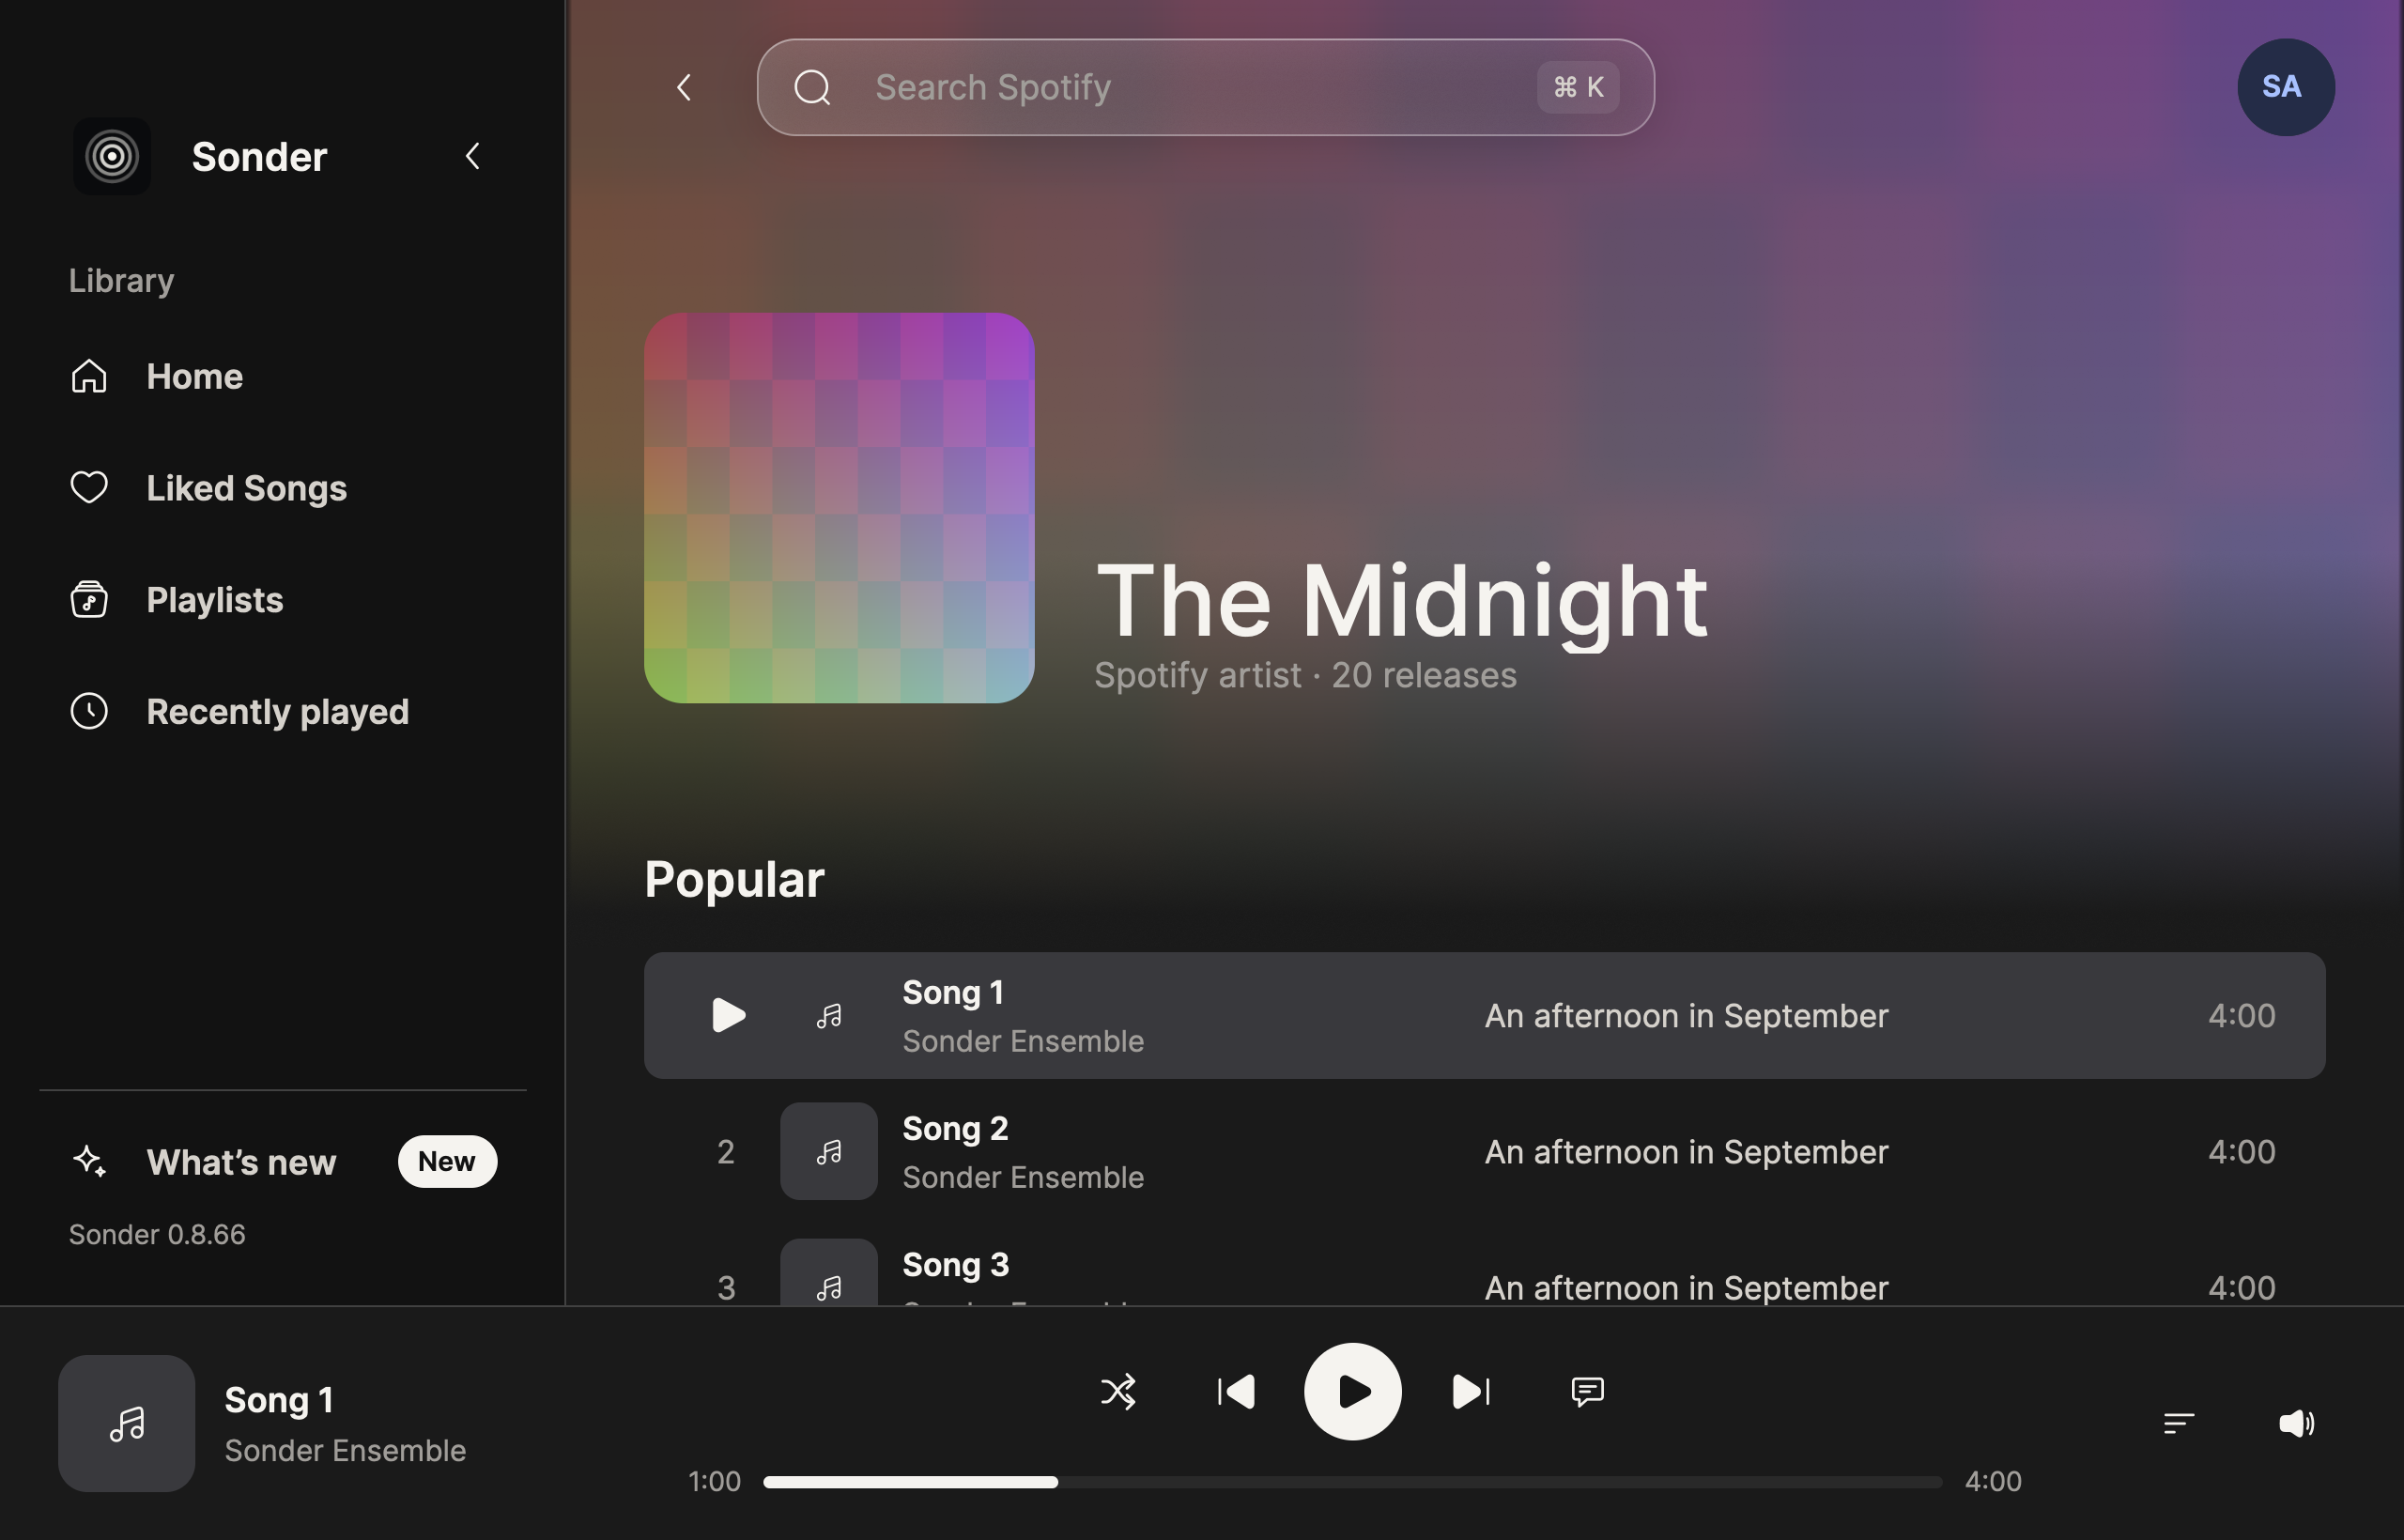 Search Spotify
⌘ K
SA
Sonder
Library
Home
Liked Songs
Playlists
Recently played
The Midnight
Spotify artist · 20 releases
Popular
Song 1
Sonder Ensemble
An afternoon in September
4:00
2
Song 2
Sonder Ensemble
An afternoon in September
4:00
3
Song 3
An afternoon in September
4:00
What’s new
New
Sonder 0.8.66
Song 1
Sonder Ensemble
1:00
4:00